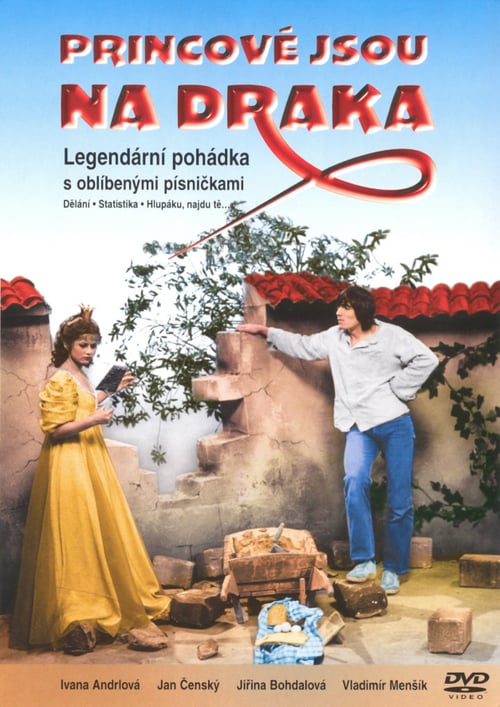 PRINCOVÉ JSOU
NA DRAKA
Legendární pohádka
s oblíbenými písničkami
Dělání • Statistika • Hlupáku, najdu tě...
Ivana Andrlová Jan Čenský Jiřina Bohdalová Vladimír Menšík
DVD
VIDEO